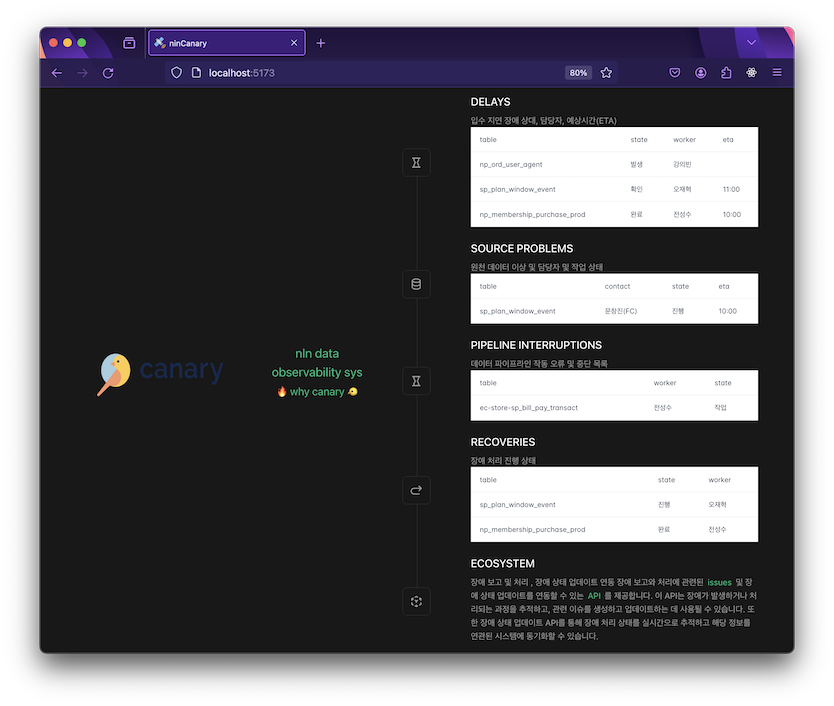 ninCanary
localhost:5173
80%
canary
nIn data
observability sys
🔥 why canary 🐤
DELAYS
입수 지연 장애 상대, 담당자, 예상시간(ETA)
table state worker eta
np_ord_user_agent 발생 강의빈
sp_plan_window_event 확인 오재혁 11:00
np_membership_purchase_prod 완료 전성수 10:00
SOURCE PROBLEMS
원천 데이터 이상 및 담당자 및 작업 상태
table contact state eta
sp_plan_window_event 문창진(FC) 진행 10:00
PIPELINE INTERRUPTIONS
데이터 파이프라인 작동 오류 및 중단 목록
table worker state
ec-store-sp_bill_pay_transact 전성수 작업
RECOVERIES
장애 처리 진행 상태
table state worker
sp_plan_window_event 진행 오재혁
np_membership_purchase_prod 완료 전성수
ECOSYSTEM
장애 보고 및 처리 , 장애 상태 업데이트 연동 장애 보고와 처리에 관련된 issues 및 장
애 상태 업데이트를 연동할 수 있는 API 를 제공합니다. 이 API는 장애가 발생하거나 처
리되는 과정을 추적하고, 관련 이슈를 생성하고 업데이트하는 데 사용될 수 있습니다. 또
한 장애 상태 업데이트 API를 통해 장애 처리 상태를 실시간으로 추적하고 해당 정보를
연관된 시스템에 동기화할 수 있습니다.